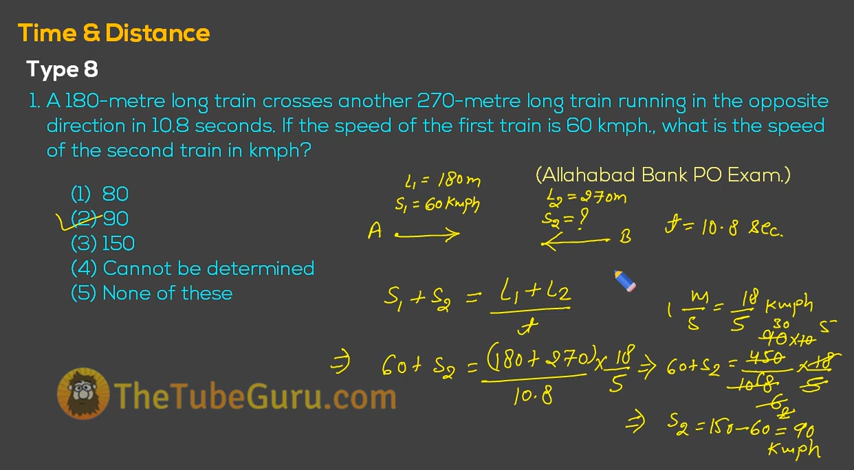 Time & Distance
Type 8
1. A 180-metre long train crosses another 270-metre long train running in the opposite
direction in 10.8 seconds. If the speed of the first train is 60 kmph., what is the speed
of the second train in kmph?
(Allahabad Bank PO Exam.)
(1) 80
(2) 90
(3) 150
(4) Cannot be determined
(5) None of these
L1 = 180m
S1 = 60 Kmph
A
L2 = 270m
S2 = ?
B
t = 10.8 sec.
S1 + S2 = L1 + L2 / t
1 m/s = 18/5 Kmph
⇒ 60 + S2 = (180 + 270) / 10.8 × 18/5
⇒ 60 + S2 = 450 / 10.8 × 18/5
⇒ S2 = 150 - 60 = 90
Kmph
TheTubeGuru.com